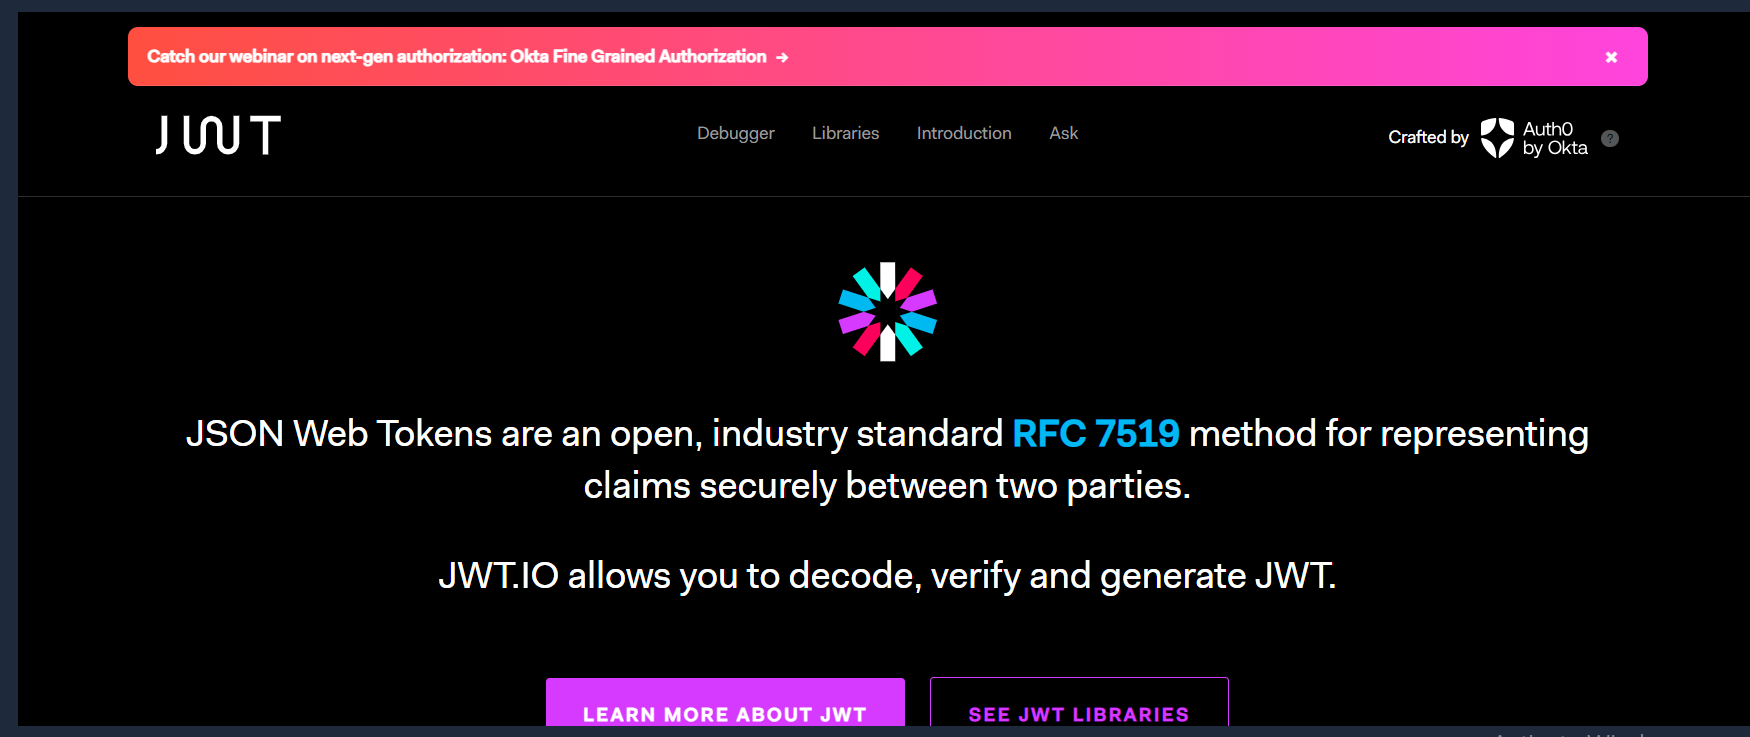 Catch our webinar on next-gen authorization: Okta Fine Grained Authorization → ✖
JWT
Debugger Libraries Introduction Ask
Crafted by
Auth0
by Okta
?
JSON Web Tokens are an open, industry standard RFC 7519 method for representing
claims securely between two parties.
JWT.IO allows you to decode, verify and generate JWT.
LEARN MORE ABOUT JWT
SEE JWT LIBRARIES